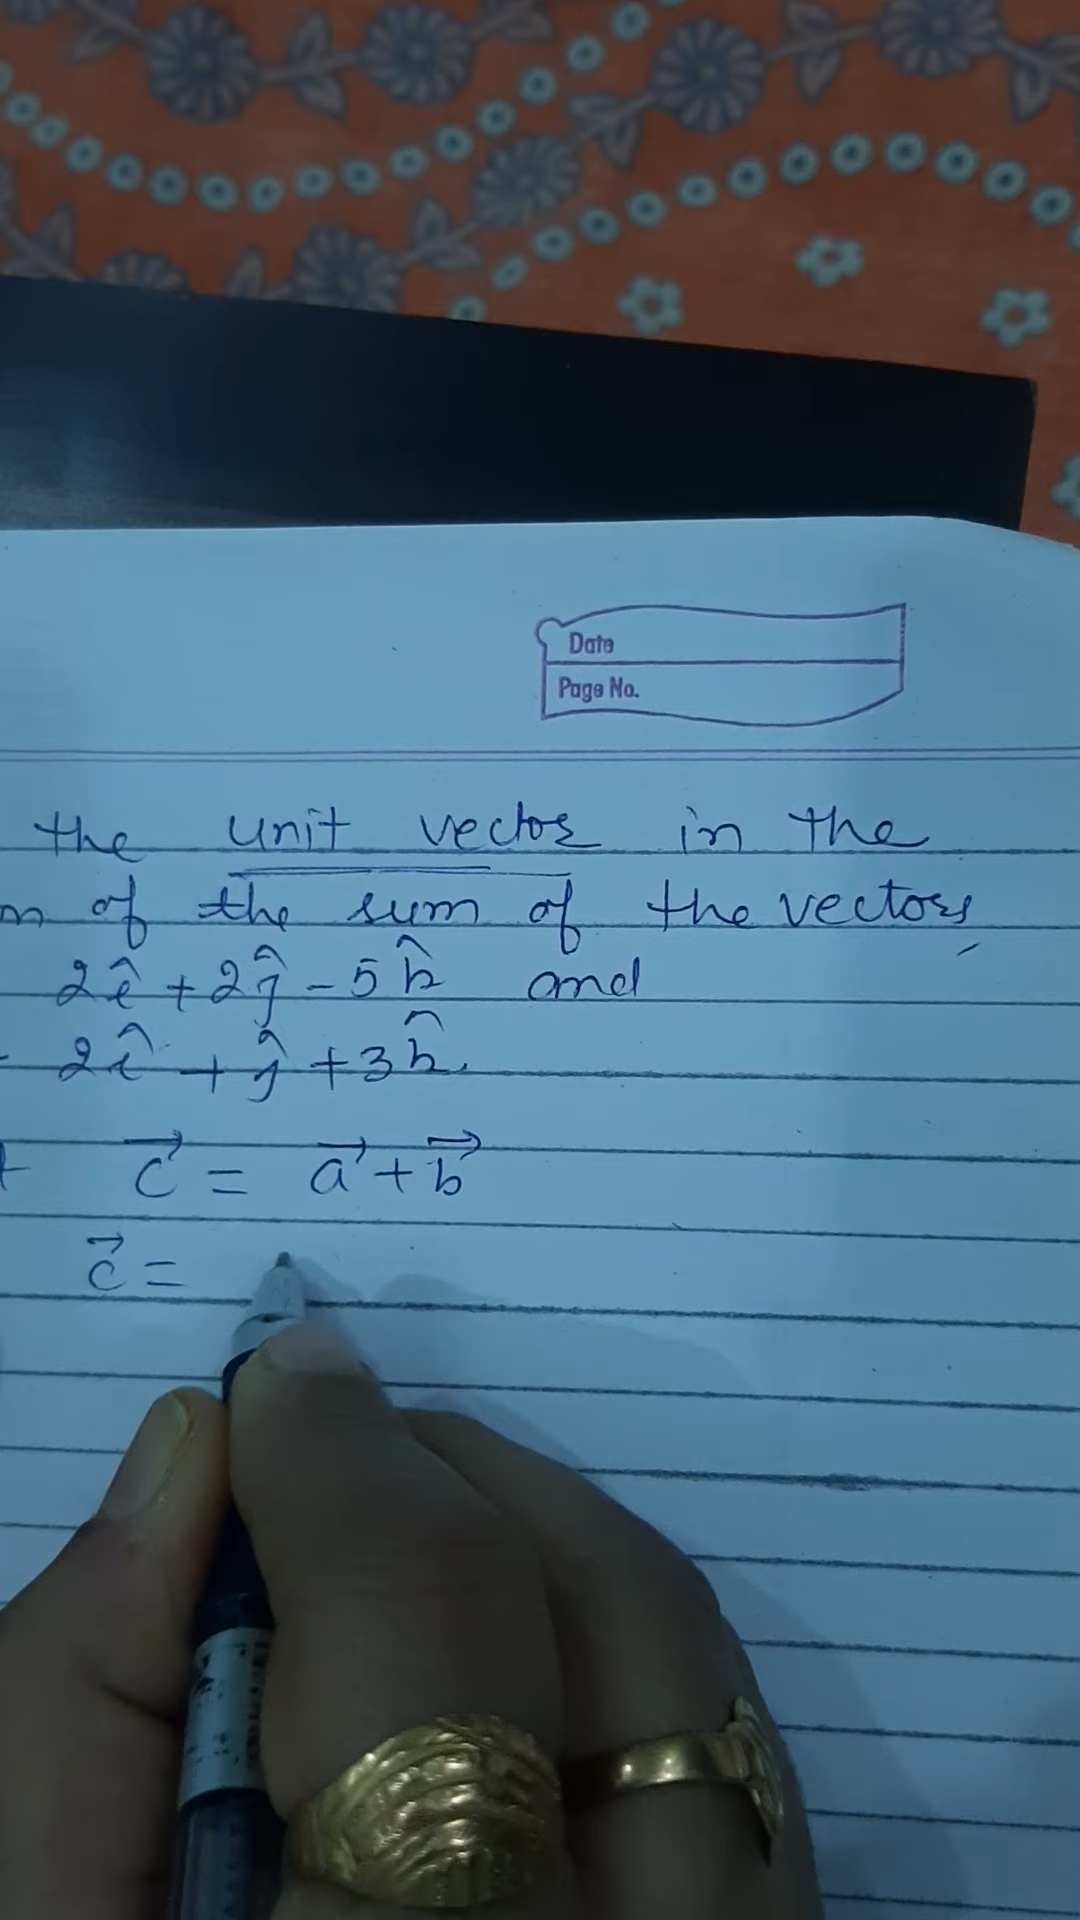 Date
Page No.
the unit vector in the
of the sum of the vectors,
2î + 2ĵ - 5k̂ and
2î + ĵ + 3k̂.
c⃗ = a⃗ + b⃗
c⃗ =